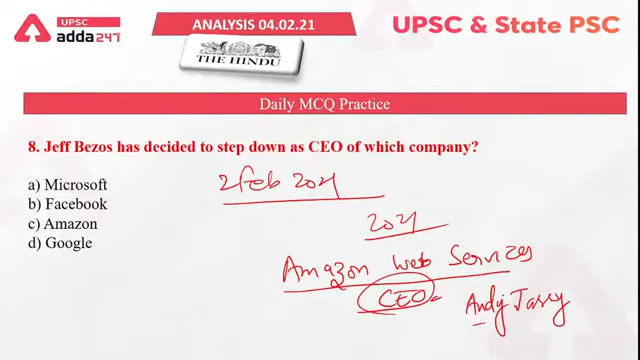 UPSC
adda247
ANALYSIS 04.02.21
THE HINDU
UPSC & State PSC
Daily MCQ Practice
8. Jeff Bezos has decided to step down as CEO of which company?
a) Microsoft
b) Facebook
c) Amazon
d) Google
2 Feb 2021
2021
Amazon Web Services
CEO
Andy Jassy